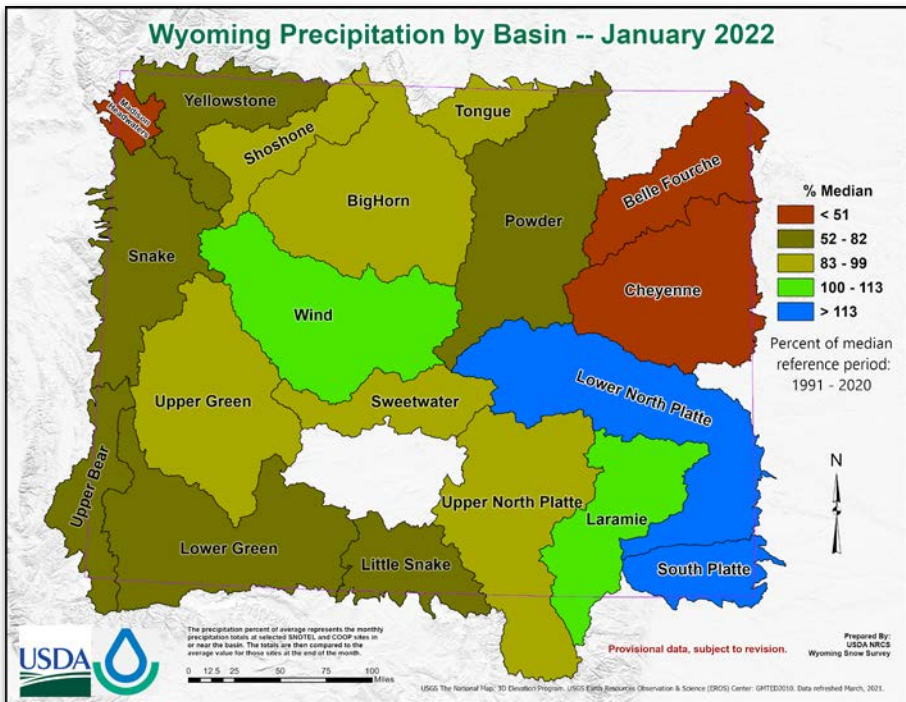 Wyoming Precipitation by Basin -- January 2022
Madison
Headwaters
Yellowstone
Shoshone
Tongue
BigHorn
Powder
Belle Fourche
Snake
Cheyenne
Wind
Upper Green
Sweetwater
Lower North Platte
Upper Bear
Upper North Platte
Laramie
Lower Green
Little Snake
South Platte
% Median
< 51
52 - 82
83 - 99
100 - 113
> 113
Percent of median
reference period:
1991 - 2020
N
USDA
The precipitation percent of average represents the monthly
precipitation totals at selected SNOTEL and COOP sites in
or near the basin. The totals are then compared to the
average value for those sites at the end of the month.
0 12.5 25 50 75 100
Miles
Provisional data, subject to revision.
Prepared By:
USDA NRCS
Wyoming Snow Survey
USGS The National Map: 3D Elevation Program. USGS Earth Resources Observation & Science (EROS) Center: GMTED2010. Data refreshed March, 2021.